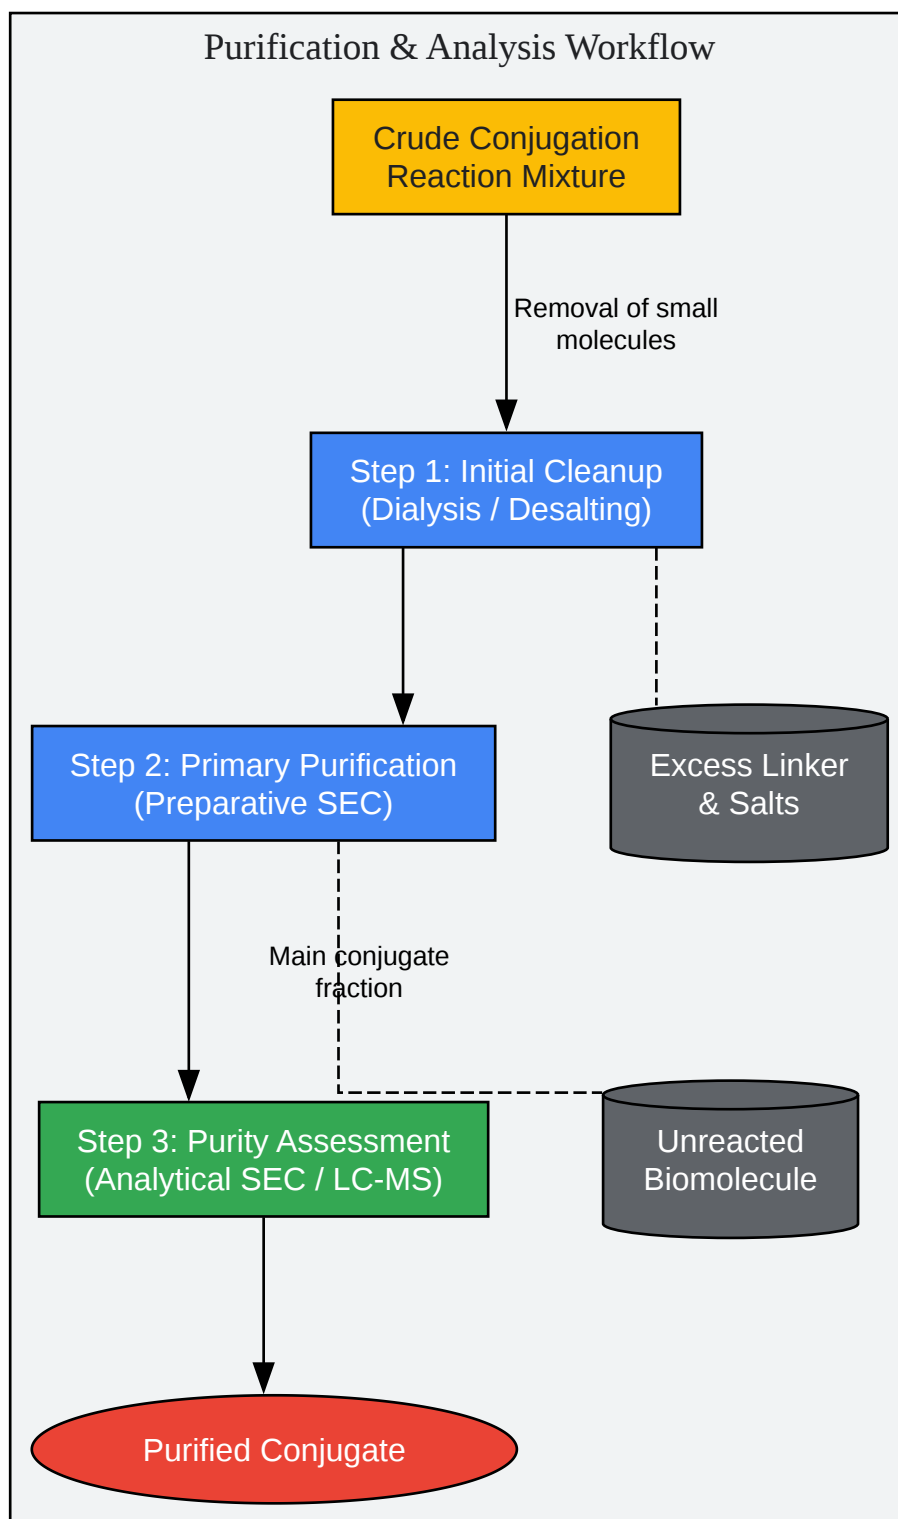 Purification & Analysis Workflow
Crude Conjugation
Reaction Mixture
Removal of small
molecules
Step 1: Initial Cleanup
(Dialysis / Desalting)
Step 2: Primary Purification
(Preparative SEC)
Excess Linker
& Salts
Main conjugate
fraction
Step 3: Purity Assessment
(Analytical SEC / LC-MS)
Unreacted
Biomolecule
Purified Conjugate